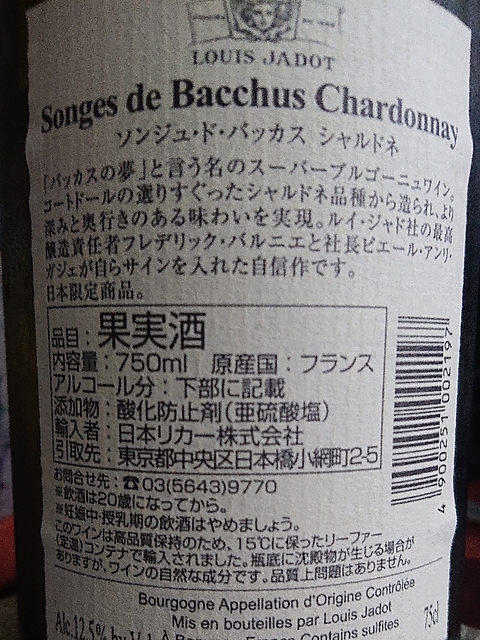 LOUIS JADOT
Songes de Bacchus Chardonnay
ソンジュ・ド・バッカス シャルドネ
「バッカスの夢」と言う名のスーパーブルゴーニュワイン。
コートドールの選りすぐったシャルドネ品種から造られ、より
深みと奥行きのある味わいを実現。ルイ・ジャド社の最高
醸造責任者フレデリック・バルニエと社長ピエール・アンリ・
ガジェが自らサインを入れた自信作です。
日本限定商品。
品目：果実酒
内容量：750ml 原産国：フランス
アルコール分：下部に記載
添加物：酸化防止剤(亜硫酸塩)
輸入者：日本リカー株式会社
引取先：東京都中央区日本橋小網町2-5
お問合せ先：☎03(5643)9770
※飲酒は20歳になってから。
※妊娠中・授乳期の飲酒はやめましょう。
このワインは高品質保持のため、15℃に保ったリーファー
(定温)コンテナで輸入されました。瓶底に沈殿物が生じる場合が
ありますが、ワインの自然な成分です。品質上問題はありません。
4 900251 002197
Bourgogne Appellation d'Origine Contrôlée
Mis en bouteilles par Louis Jadot
Alc.12.5% by Vol. À France Contains sulfites
75cl